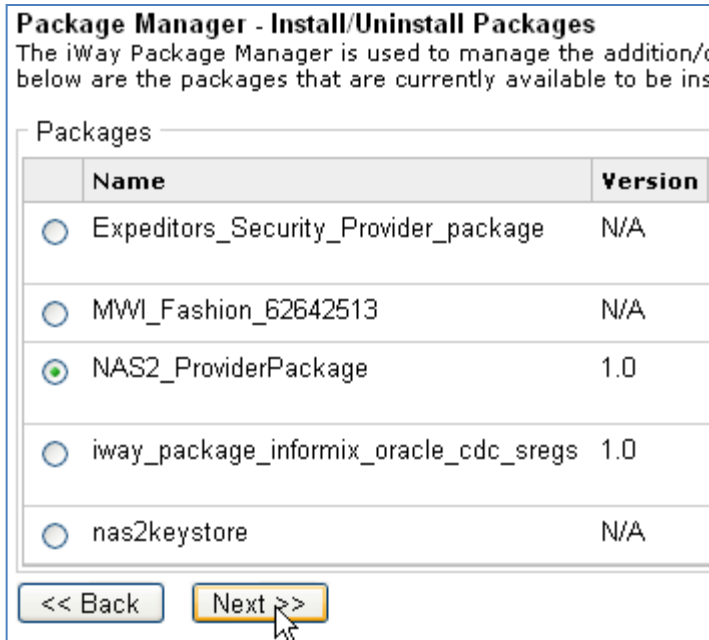 Package Manager - Install/Uninstall Packages
The iWay Package Manager is used to manage the addition/
below are the packages that are currently available to be ins
Packages
Name Version
Expeditors_Security_Provider_package N/A
MWI_Fashion_62642513 N/A
NAS2_ProviderPackage 1.0
iway_package_informix_oracle_cdc_sregs 1.0
nas2keystore N/A
<< Back Next >>